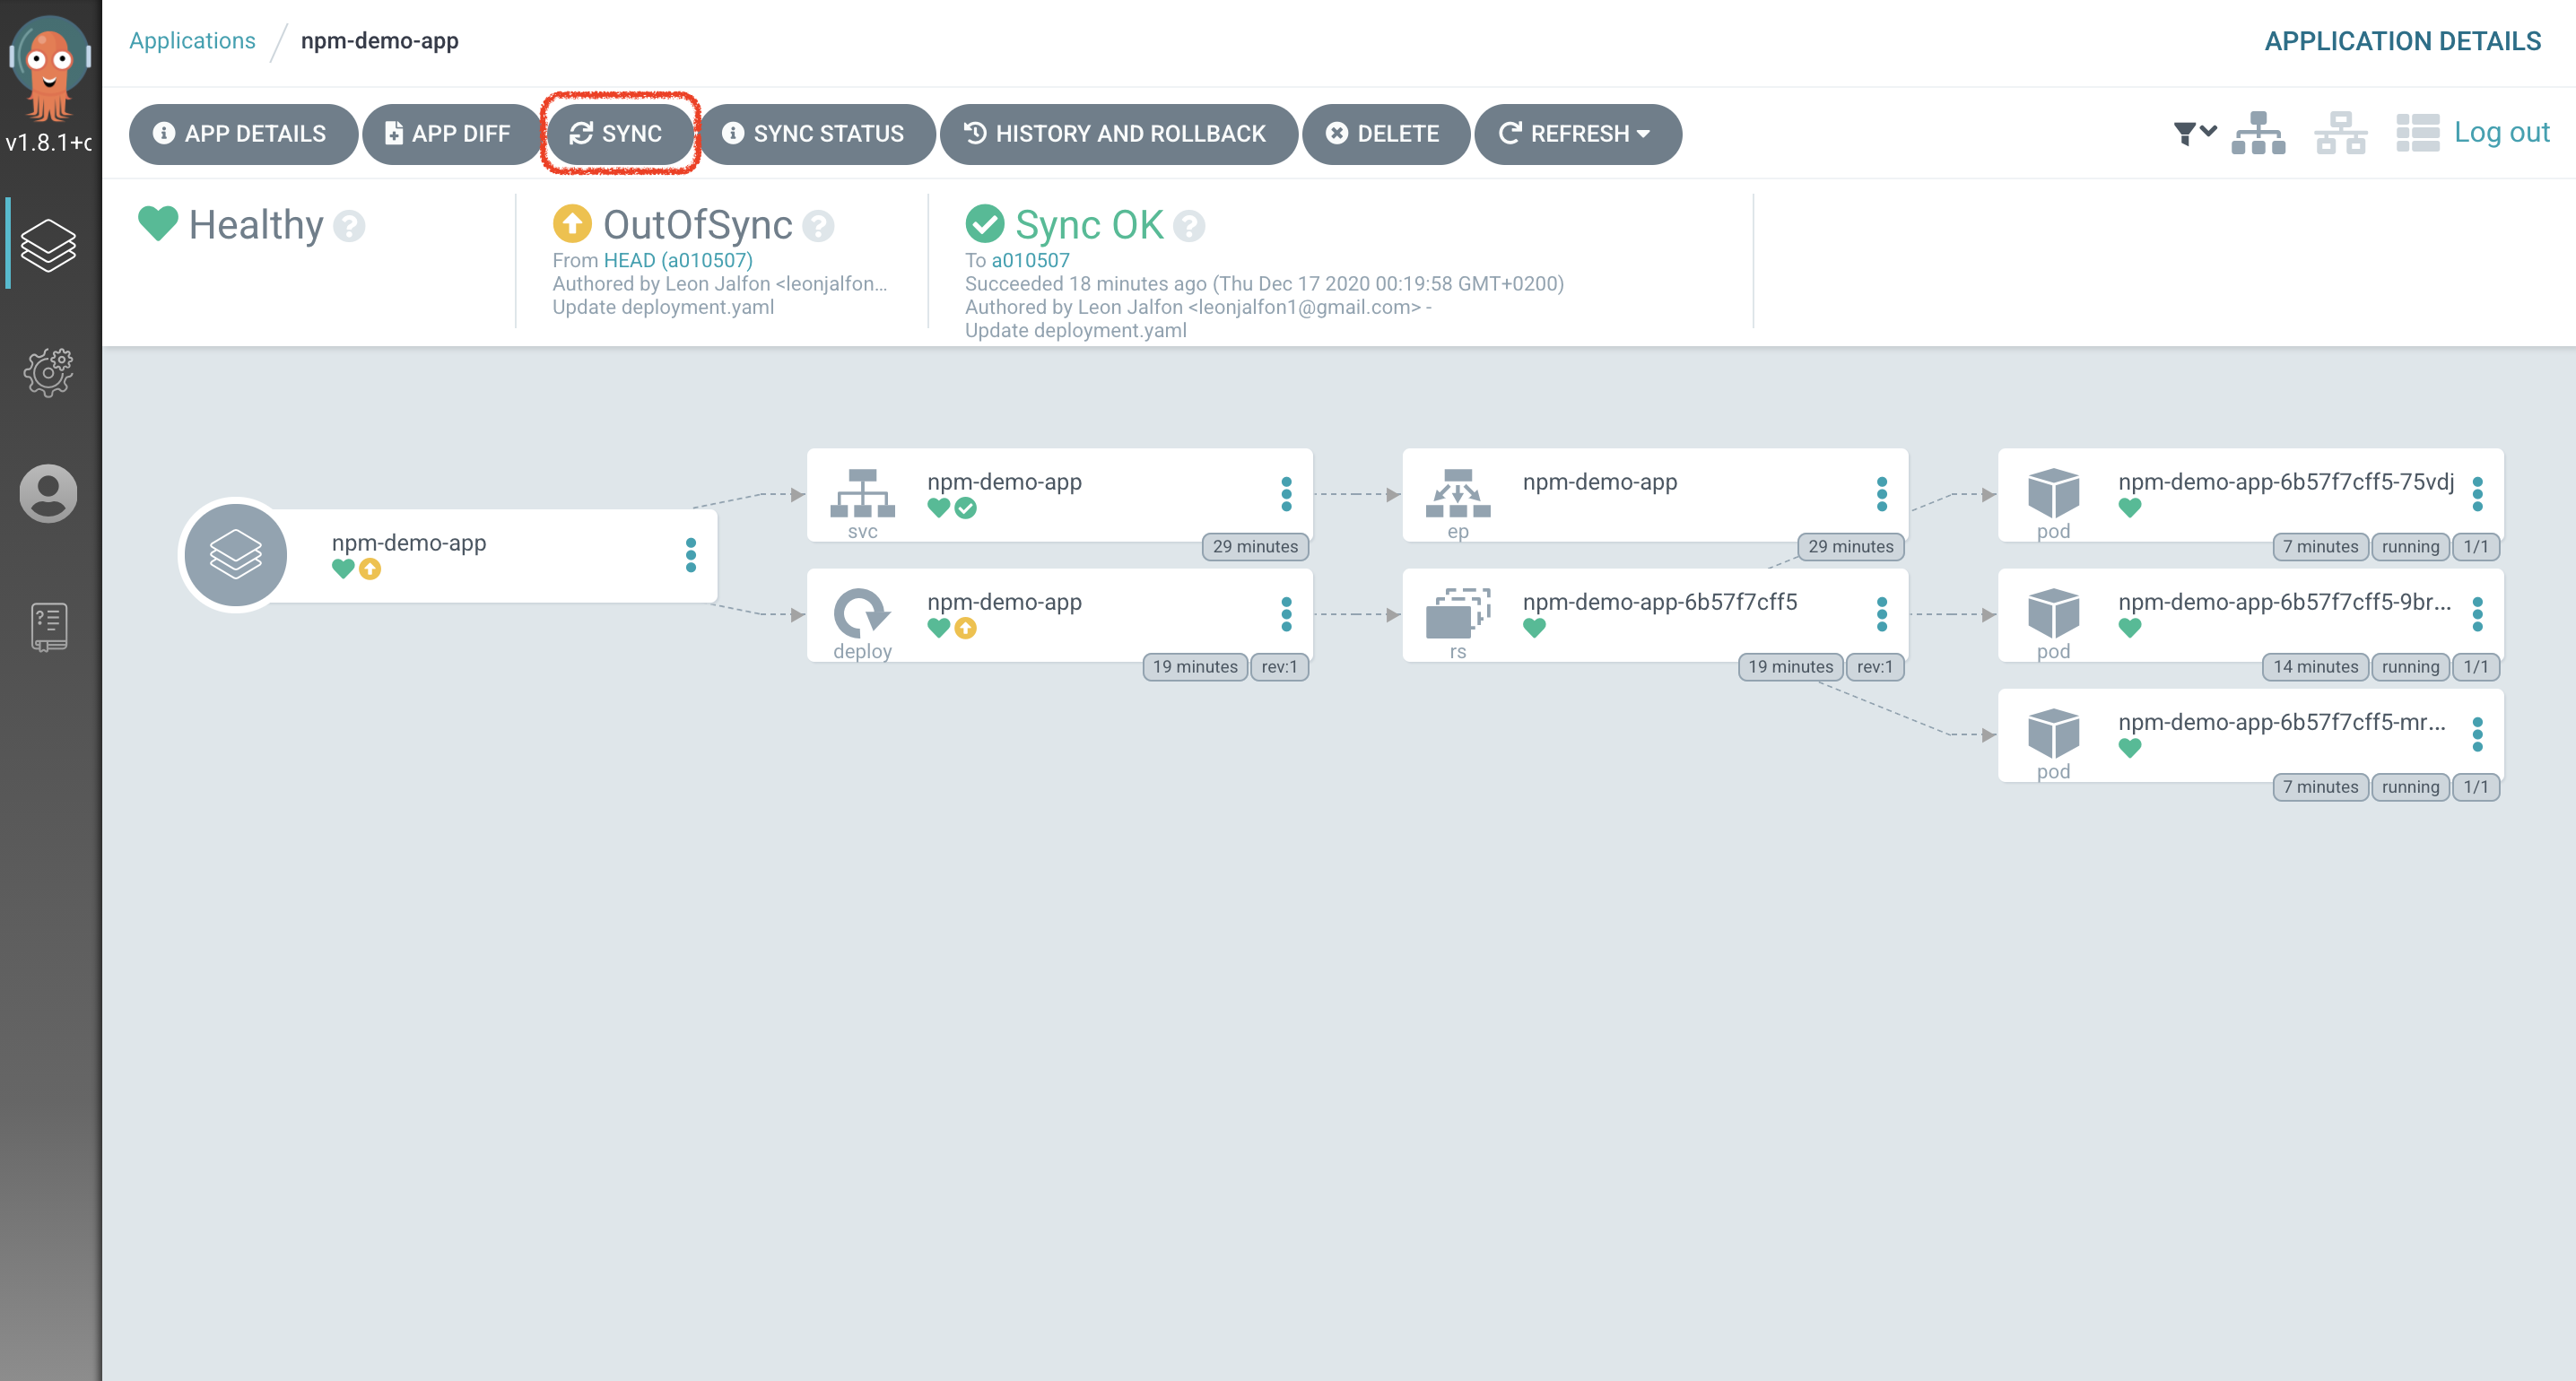 Applications / npm-demo-app
APPLICATION DETAILS
v1.8.1+c
APP DETAILS
APP DIFF
SYNC
SYNC STATUS
HISTORY AND ROLLBACK
DELETE
REFRESH
Log out
Healthy
OutOfSync
From HEAD (a010507)
Authored by Leon Jalfon <leonjalfon...
Update deployment.yaml
Sync OK
To a010507
Succeeded 18 minutes ago (Thu Dec 17 2020 00:19:58 GMT+0200)
Authored by Leon Jalfon <leonjalfon1@gmail.com> -
Update deployment.yaml
npm-demo-app
npm-demo-app
svc
29 minutes
npm-demo-app
deploy
19 minutes
rev:1
npm-demo-app
ep
29 minutes
npm-demo-app-6b57f7cff5
rs
19 minutes
rev:1
npm-demo-app-6b57f7cff5-75vdj
pod
7 minutes
running
1/1
npm-demo-app-6b57f7cff5-9br...
pod
14 minutes
running
1/1
npm-demo-app-6b57f7cff5-mr...
pod
7 minutes
running
1/1